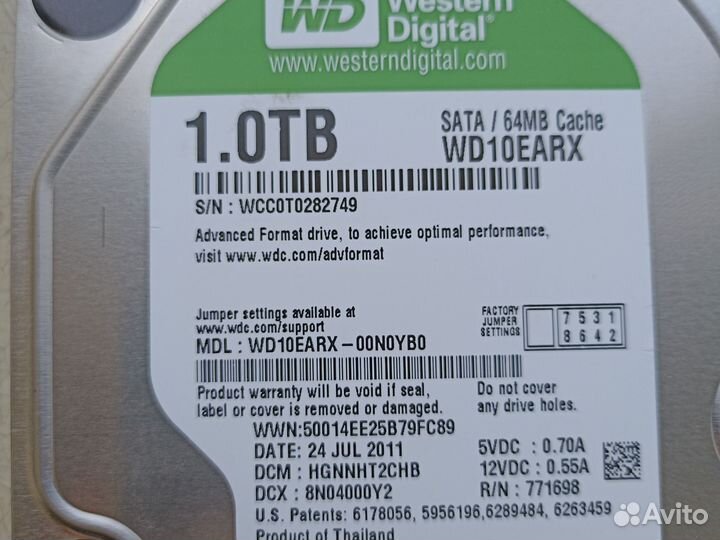 WD Western
Digital®
www.westerndigital.com
1.0TB
SATA / 64MB Cache
WD10EARX
S/N : WCC0T0282749
Advanced Format drive, to achieve optimal performance,
visit www.wdc.com/advformat
Jumper settings available at
www.wdc.com/support
FACTORY
JUMPER
SETTINGS
7 5 3 1
8 6 4 2
MDL : WD10EARX-00N0YB0
Product warranty will be void if seal,
label or cover is removed or damaged.
Do not cover
any drive holes.
WWN:50014EE25B79FC89
DATE: 24 JUL 2011
DCM : HGNNHT2CHB
DCX : 8N04000Y2
5VDC : 0.70A
12VDC : 0.55A
R/N : 771698
U.S. Patents: 6178056, 5956196,6289484, 6263459
Product of Thailand
Avito